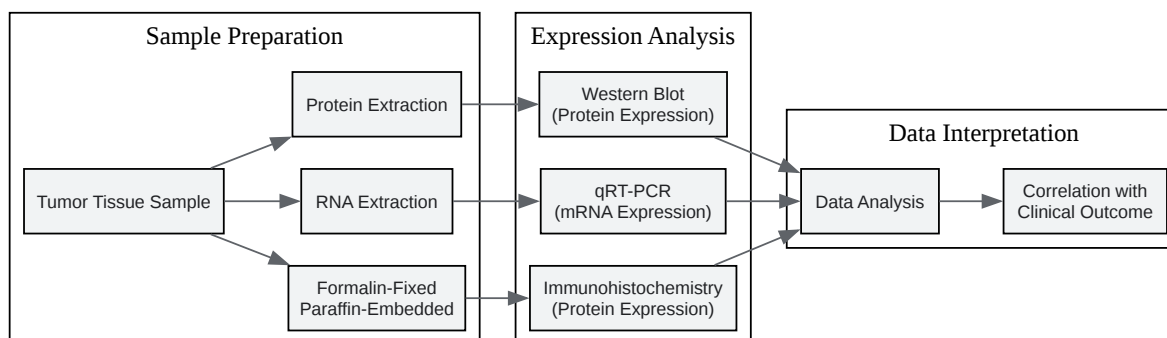 Sample Preparation
Tumor Tissue Sample
Protein Extraction
RNA Extraction
Formalin-Fixed
Paraffin-Embedded
Expression Analysis
Western Blot
(Protein Expression)
qRT-PCR
(mRNA Expression)
Immunohistochemistry
(Protein Expression)
Data Interpretation
Data Analysis
Correlation with
Clinical Outcome